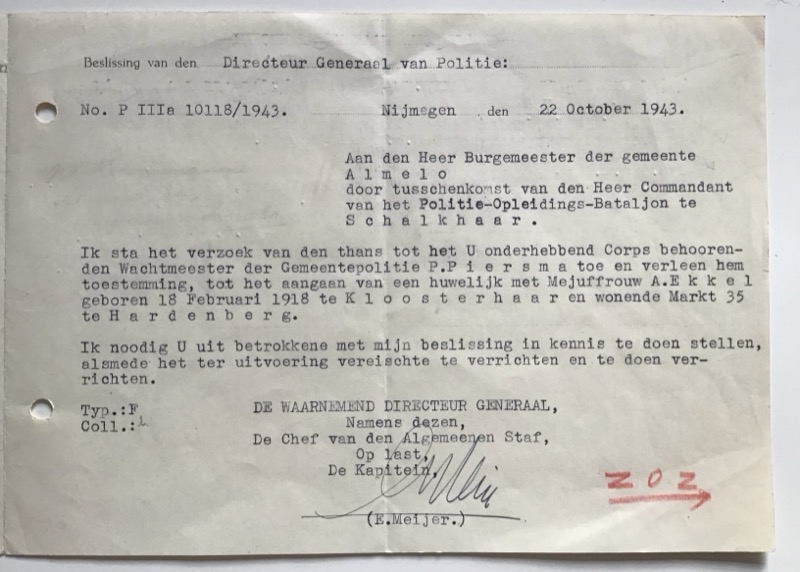 Beslissing van den Directeur Generaal van Politie:
No. P IIIa 10118/1943. Nijmegen den 22 October 1943.
Aan den Heer Burgemeester der gemeente
A l m e l o
door tusschenkomst van den Heer Commandant
van het Politie-Opleidings-Bataljon te
S c h a l k h a a r .
Ik sta het verzoek van den thans tot het U onderhebbend Corps behooren-
den Wachtmeester der Gemeentepolitie P.P i e r s m a toe en verleen hem
toestemming, tot het aangaan van een huwelijk met Mejuffrouw A.E k k e l
geboren 18 Februari 1918 te K l o o s t e r h a a r en wonende Markt 35
te H a r d e n b e r g.
Ik noodig U uit betrokkene met mijn beslissing in kennis te doen stellen,
alsmede het ter uitvoering vereischte te verrichten en te doen ver-
richten.
Typ.:F
Coll.:
DE WAARNEMEND DIRECTEUR GENERAAL,
Namens dezen,
De Chef van den Algemeenen Staf,
Op last,
De Kapitein,
(E.Meijer.)
Z O Z